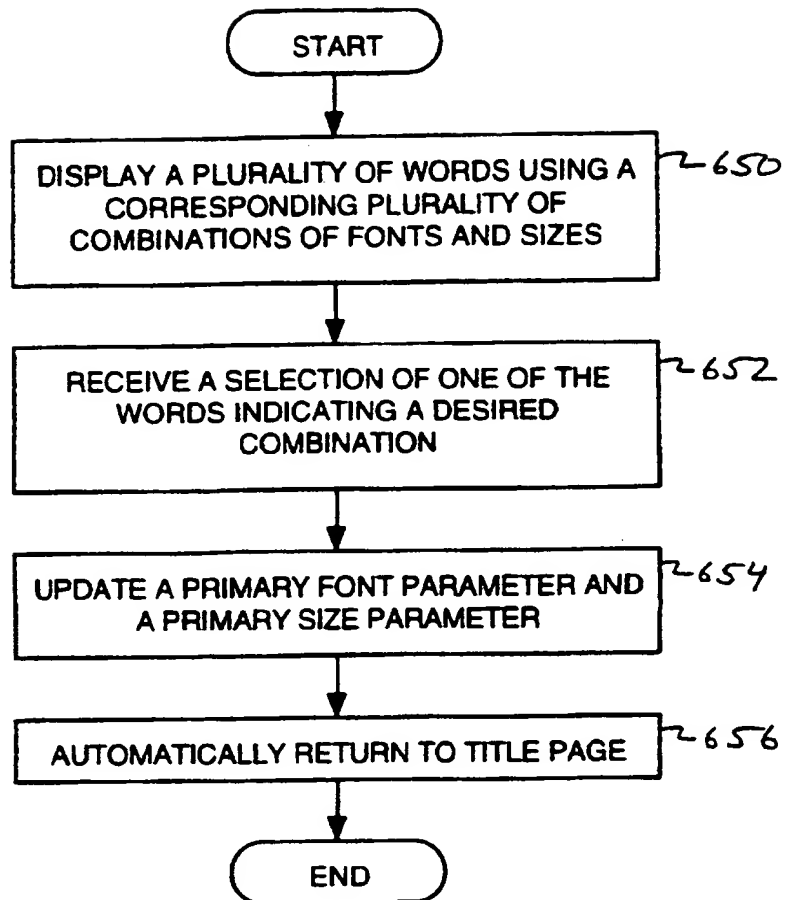 START
DISPLAY A PLURALITY OF WORDS USING A
CORRESPONDING PLURALITY OF
COMBINATIONS OF FONTS AND SIZES
650
RECEIVE A SELECTION OF ONE OF THE
WORDS INDICATING A DESIRED
COMBINATION
652
UPDATE A PRIMARY FONT PARAMETER AND
A PRIMARY SIZE PARAMETER
654
AUTOMATICALLY RETURN TO TITLE PAGE
656
END